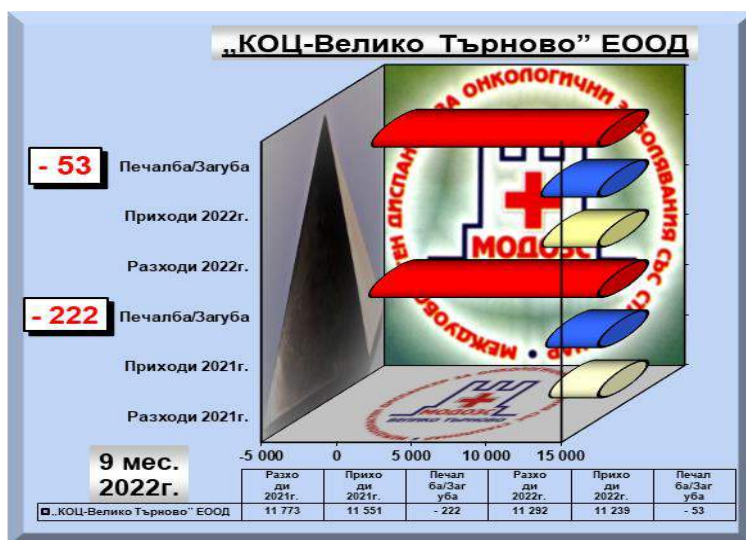 „КОЦ-Велико Търново” ЕООД
- 53
Печалба/Загуба
Приходи 2022г.
Разходи 2022г.
- 222
Печалба/Загуба
Приходи 2021г.
Разходи 2021г.
ОНКОЛОГИЧНИ
МОДОЗС
МОДОЗС
ВЕЛИКО ТЪРНОВО
-5 000 0 5 000 10 000 15 000
9 мес.
2022г.
Разхо Прихо Печал Разхо Прихо Печал
ди ди ба/Заг ди ди ба/Заг
2021г. 2021г. уба 2022г. 2022г. уба
„КОЦ-Велико Търново” ЕООД 11 773 11 551 - 222 11 292 11 239 - 53